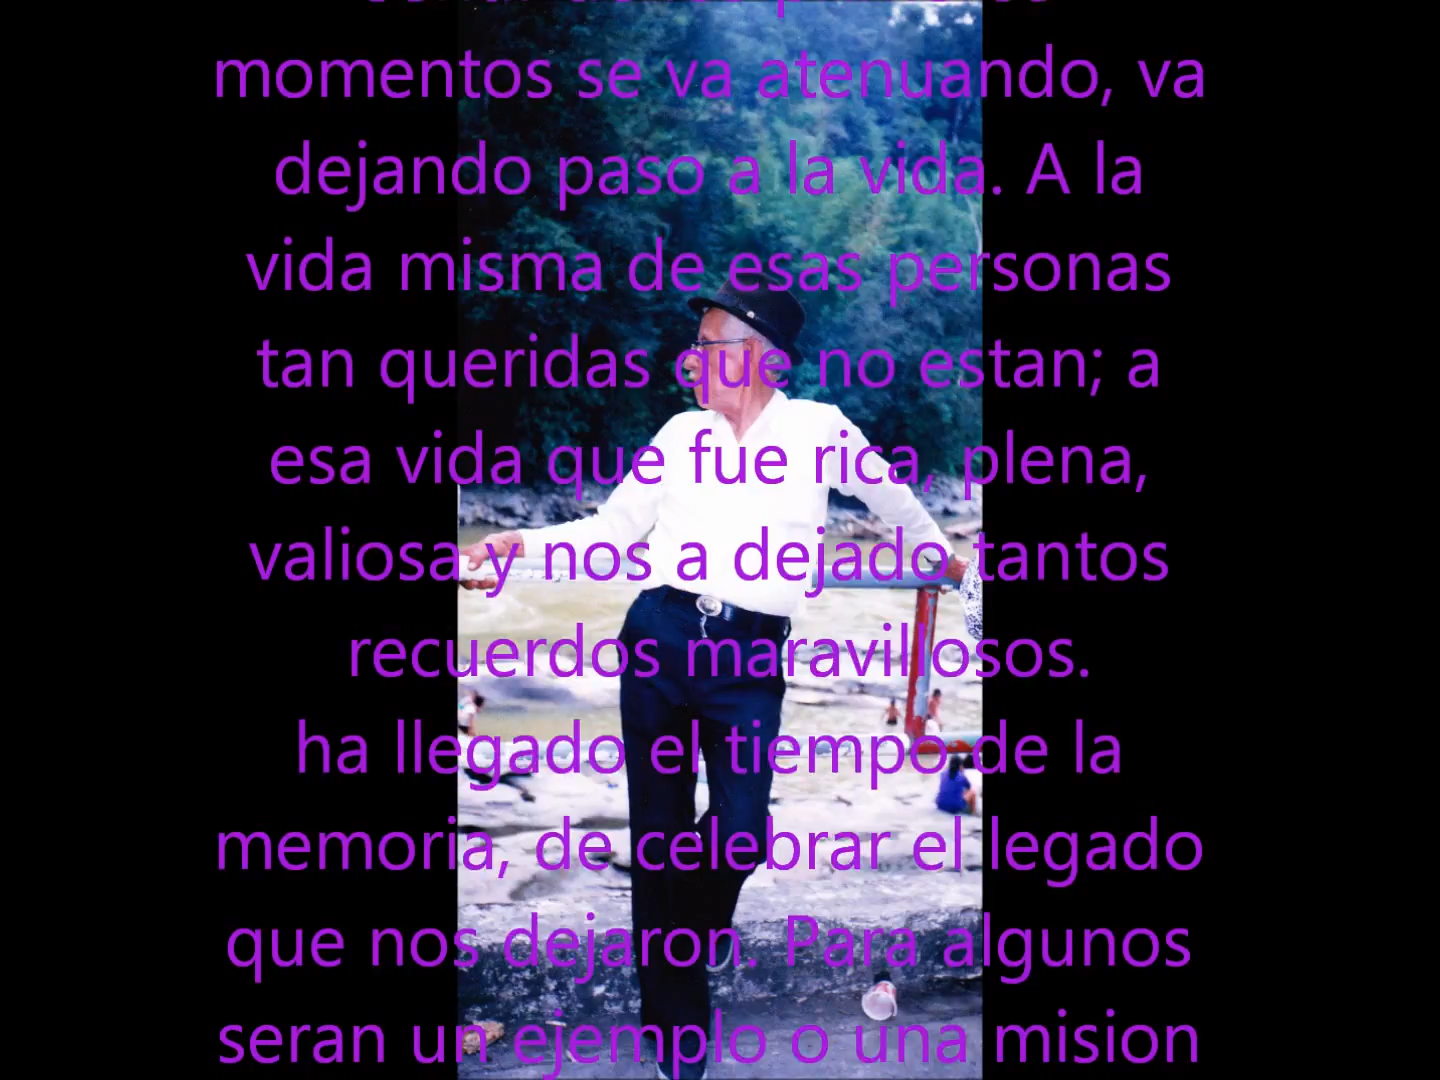 momentos se va atenuando, va
dejando paso a la vida. A la
vida misma de esas personas
tan queridas que no estan; a
esa vida que fue rica, plena,
valiosa y nos a dejado tantos
recuerdos maravillosos.
ha llegado el tiempo de la
memoria, de celebrar el legado
que nos dejaron. Para algunos
seran un ejemplo o una mision